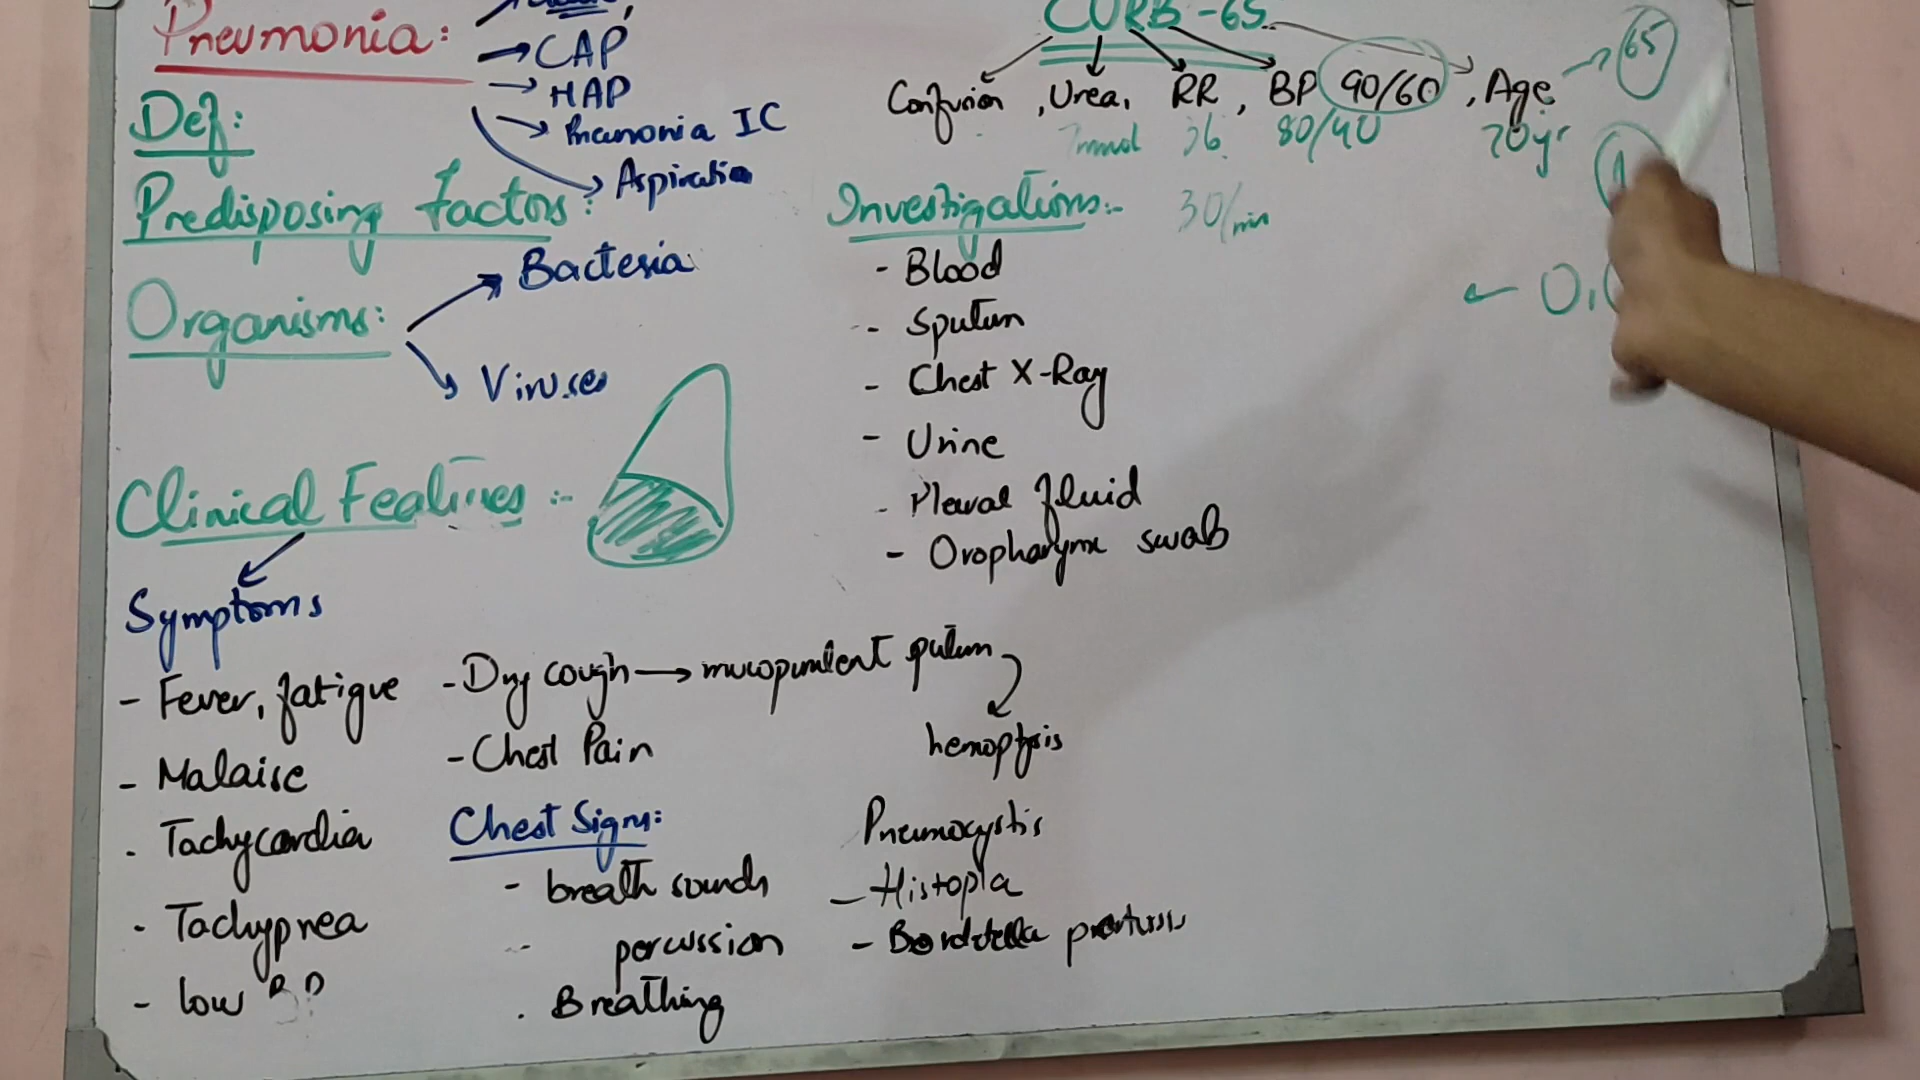 Pneumonia:
→ CAP
→ HAP
→ Pneumonia IC
→ Aspiration
Def:
Predisposing factors:
Organisms:
Bacteria
Viruses
Clinical Features :-
Symptoms
- Fever, fatigue
- Malaise
- Tachycardia
- Tachypnea
- low BP
- Dry cough → mucopurulent sputum
hemoptysis
- Chest Pain
Chest Signs:
- breath sounds
- percussion
- Breathing
Pneumocystis
- Histopla
- Bordetella
CURB-65
Confusion, Urea, RR, BP 90/60, Age → 65
7mmol 36 80/40 70yr
30/min
Investigations:-
- Blood
- Sputum
- Chest X-Ray
- Urine
- Pleural fluid
- Oropharynx swab
← 0,